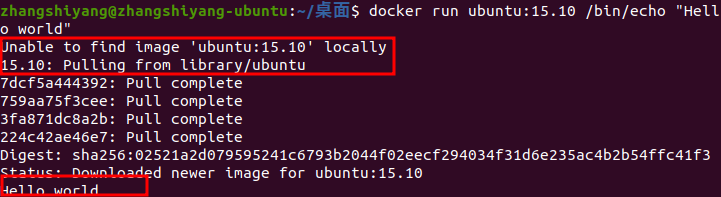 zhangshiyang@zhangshiyang-ubuntu:~/桌面$ docker run ubuntu:15.10 /bin/echo "Hell
o world"
Unable to find image 'ubuntu:15.10' locally
15.10: Pulling from library/ubuntu
7dcf5a444392: Pull complete
759aa75f3cee: Pull complete
3fa871dc8a2b: Pull complete
224c42ae46e7: Pull complete
Digest: sha256:02521a2d079595241c6793b2044f02eecf294034f31d6e235ac4b2b54ffc41f3
Status: Downloaded newer image for ubuntu:15.10
Hello world